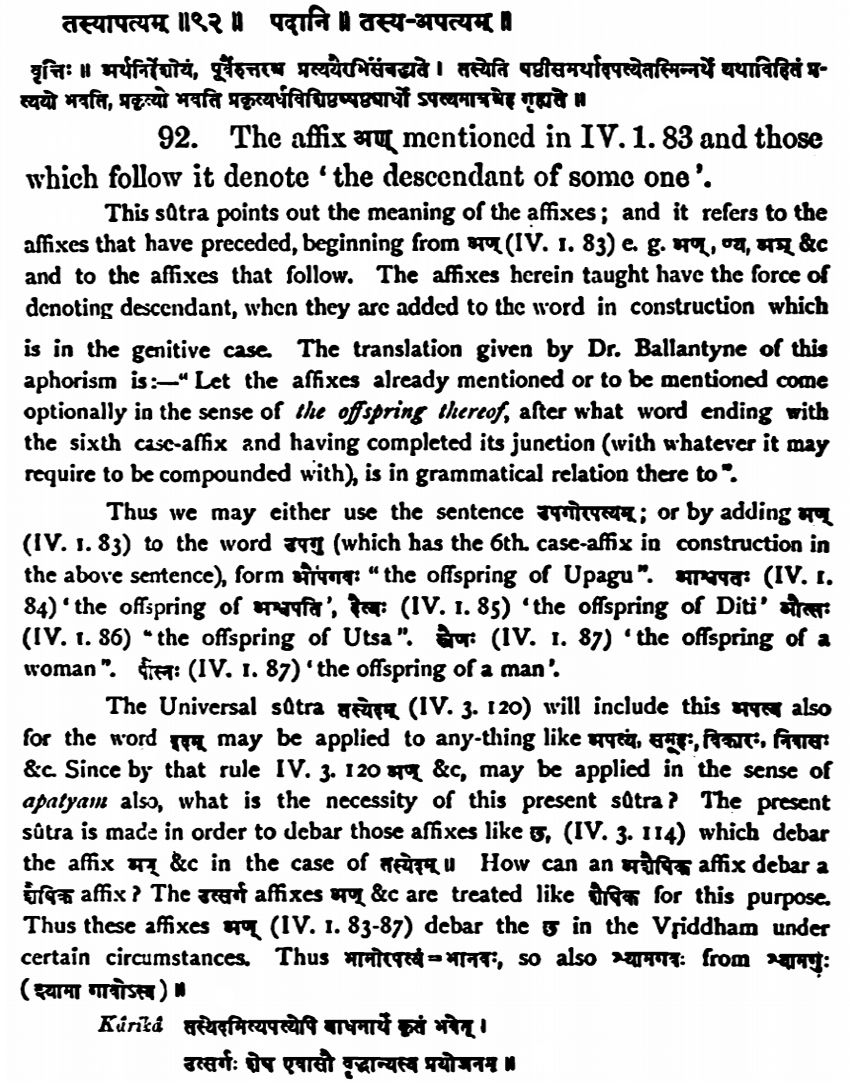 तस्यापत्यम् ॥९२॥ पदानि ॥ तस्य-अपत्यम् ॥
वृत्तिः ॥ अर्थनिर्देशोयं, पूर्वैरुत्तरैश्च प्रत्ययैरभिसंबद्ध्यते । तस्येति षष्ठीसमर्थादपत्येतस्मिन्नर्थे यथाविहितं प्र-
त्ययो भवति, प्रकृत्यर्थविशिष्टष्षष्ठ्यर्थो ऽपत्यमात्रञ्चेह गृह्यते ॥
92. The affix अण् mentioned in IV. 1. 83 and those
which follow it denote ‘the descendant of some one’.
This sûtra points out the meaning of the affixes; and it refers to the
affixes that have preceded, beginning from अण् (IV. 1. 83) e. g. अण्, ण्य, अञ् &c
and to the affixes that follow. The affixes herein taught have the force of
denoting descendant, when they are added to the word in construction which
is in the genitive case. The translation given by Dr. Ballantyne of this
aphorism is:—“Let the affixes already mentioned or to be mentioned come
optionally in the sense of the offspring thereof, after what word ending with
the sixth case-affix and having completed its junction (with whatever it may
require to be compounded with), is in grammatical relation there to”.
Thus we may either use the sentence उपगोरपत्यम्; or by adding अण्
(IV. 1. 83) to the word उपगु (which has the 6th. case-affix in construction in
the above sentence), form औपगवः “the offspring of Upagu”. आश्वपतः (IV. 1.
84) ‘the offspring of अश्वपति’, दैत्यः (IV. 1. 85) ‘the offspring of Diti’ औत्सः
(IV. 1. 86) “the offspring of Utsa”. स्त्रैणः (IV. 1. 87) ‘the offspring of a
woman”. पौंस्नः (IV. 1. 87) ‘the offspring of a man’.
The Universal sûtra तस्येदम् (IV. 3. 120) will include this अपत्य also
for the word इदम् may be applied to any-thing like अपत्यं, समूहः, विकारः, निवासः
&c. Since by that rule IV. 3. 120 अण् &c, may be applied in the sense of
apatyam also, what is the necessity of this present sûtra? The present
sûtra is made in order to debar those affixes like छ, (IV. 3. 114) which debar
the affix अन् &c in the case of तस्येदम् ॥ How can an अशैषिक affix debar a
शैषिक affix? The उत्सर्ग affixes अण् &c are treated like शैषिक for this purpose.
Thus these affixes अण् (IV. 1. 83-87) debar the छ in the Vṛiddham under
certain circumstances. Thus भानोरपत्यं=भानवः, so also श्यामगवः from श्यामगुः
(श्यामा गावोऽस्य) ॥
Kârikâ तस्येदमित्यपत्येपि बाधनार्थं कृतं भवेत् ।
उत्सर्गः शेष एवासौ वृद्धान्यस्य प्रयोजनम् ॥